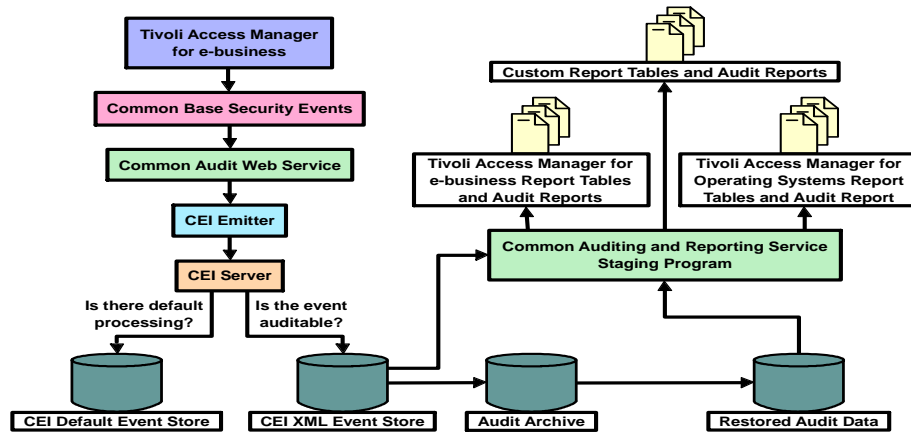 Tivoli Access Manager
for e-business
Common Base Security Events
Common Audit Web Service
CEI Emitter
CEI Server
Is there default
processing?
Is the event
auditable?
CEI Default Event Store
CEI XML Event Store
Audit Archive
Restored Audit Data
Custom Report Tables and Audit Reports
Tivoli Access Manager for
e-business Report Tables
and Audit Reports
Tivoli Access Manager for
Operating Systems Report
Tables and Audit Report
Common Auditing and Reporting Service
Staging Program